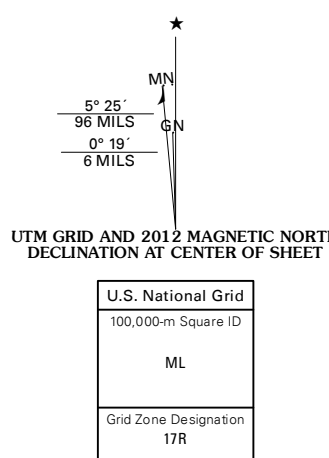 ★
MN
5° 25´
96 MILS
GN
0° 19´
6 MILS
UTM GRID AND 2012 MAGNETIC NORTH
DECLINATION AT CENTER OF SHEET
U.S. National Grid
100,000-m Square ID
ML
Grid Zone Designation
17R